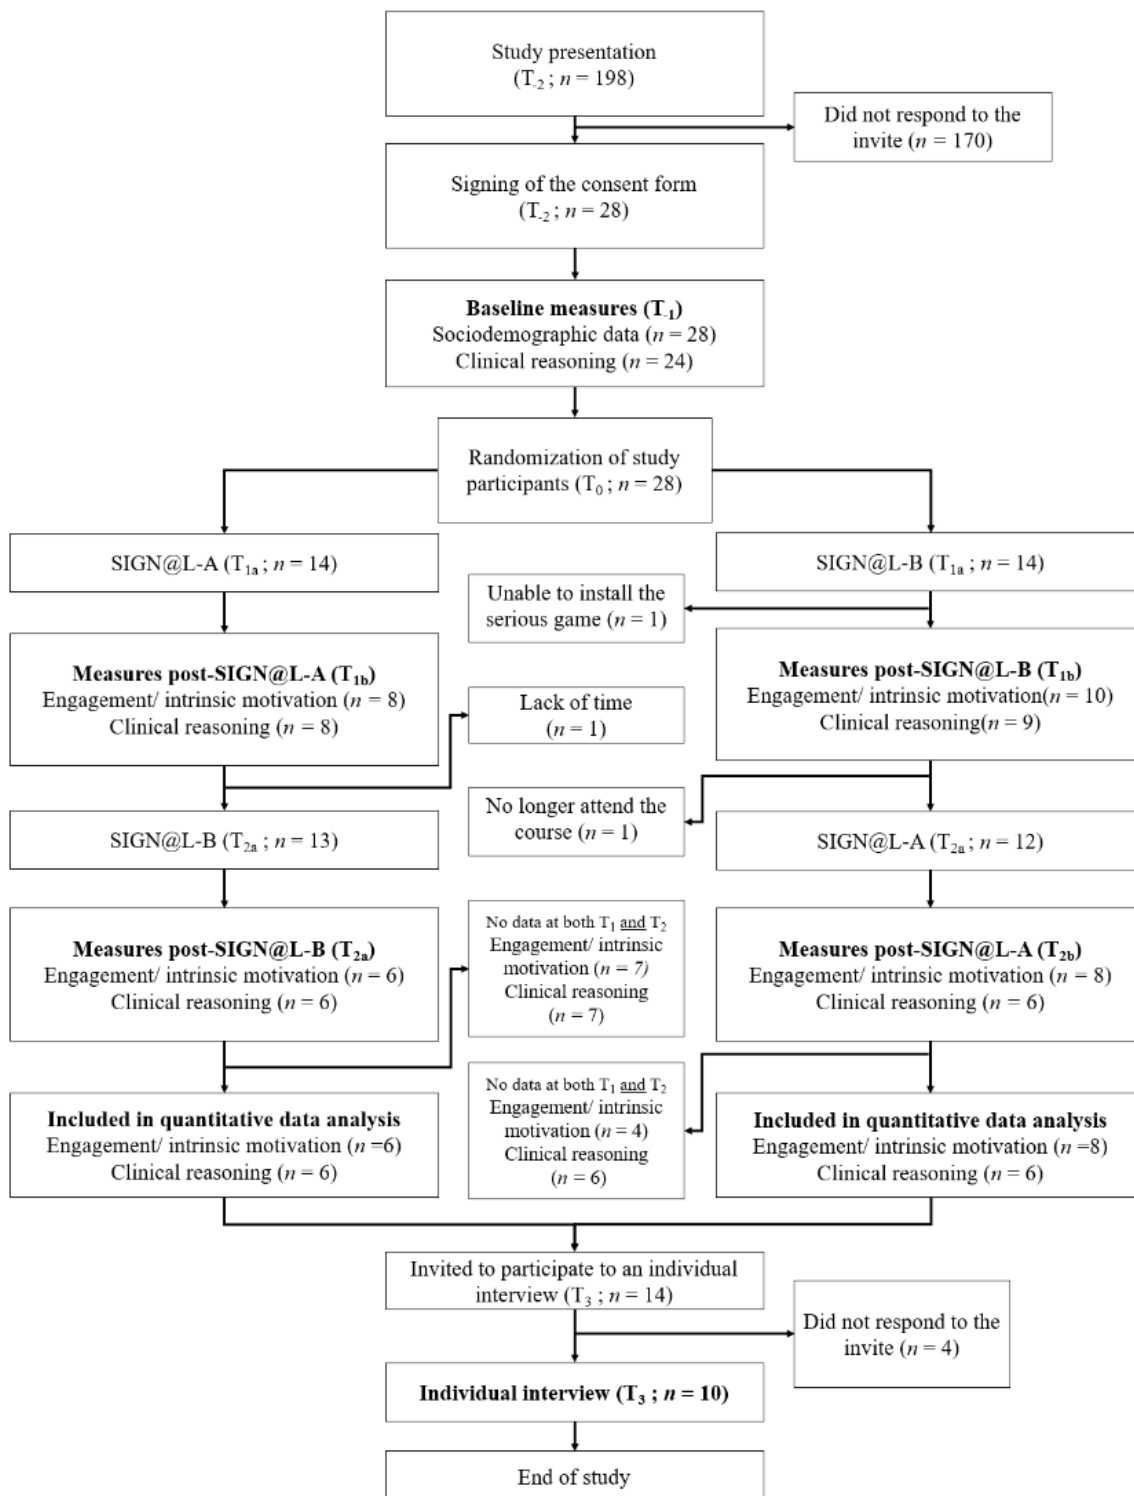 Study presentation
(T-2 ; n = 198)
Did not respond to the
invite (n = 170)
Signing of the consent form
(T-2 ; n = 28)
Baseline measures (T-1)
Sociodemographic data (n = 28)
Clinical reasoning (n = 24)
Randomization of study
participants (T0 ; n = 28)
SIGN@L-A (T1a ; n = 14)
SIGN@L-B (T1a ; n = 14)
Unable to install the
serious game (n = 1)
Measures post-SIGN@L-A (T1b)
Engagement/ intrinsic motivation (n = 8)
Clinical reasoning (n = 8)
Measures post-SIGN@L-B (T1b)
Engagement/ intrinsic motivation(n = 10)
Clinical reasoning(n = 9)
Lack of time
(n = 1)
No longer attend the
course (n = 1)
SIGN@L-B (T2a ; n = 13)
SIGN@L-A (T2a ; n = 12)
Measures post-SIGN@L-B (T2a)
Engagement/ intrinsic motivation (n = 6)
Clinical reasoning (n = 6)
No data at both T1 and T2
Engagement/ intrinsic
motivation (n = 7)
Clinical reasoning
(n = 7)
Measures post-SIGN@L-A (T2b)
Engagement/ intrinsic motivation (n = 8)
Clinical reasoning (n = 6)
No data at both T1 and T2
Engagement/ intrinsic
motivation (n = 4)
Clinical reasoning
(n = 6)
Included in quantitative data analysis
Engagement/ intrinsic motivation (n =6)
Clinical reasoning (n = 6)
Included in quantitative data analysis
Engagement/ intrinsic motivation (n =8)
Clinical reasoning (n = 6)
Invited to participate to an individual
interview (T3 ; n = 14)
Did not respond to the
invite (n = 4)
Individual interview (T3 ; n = 10)
End of study